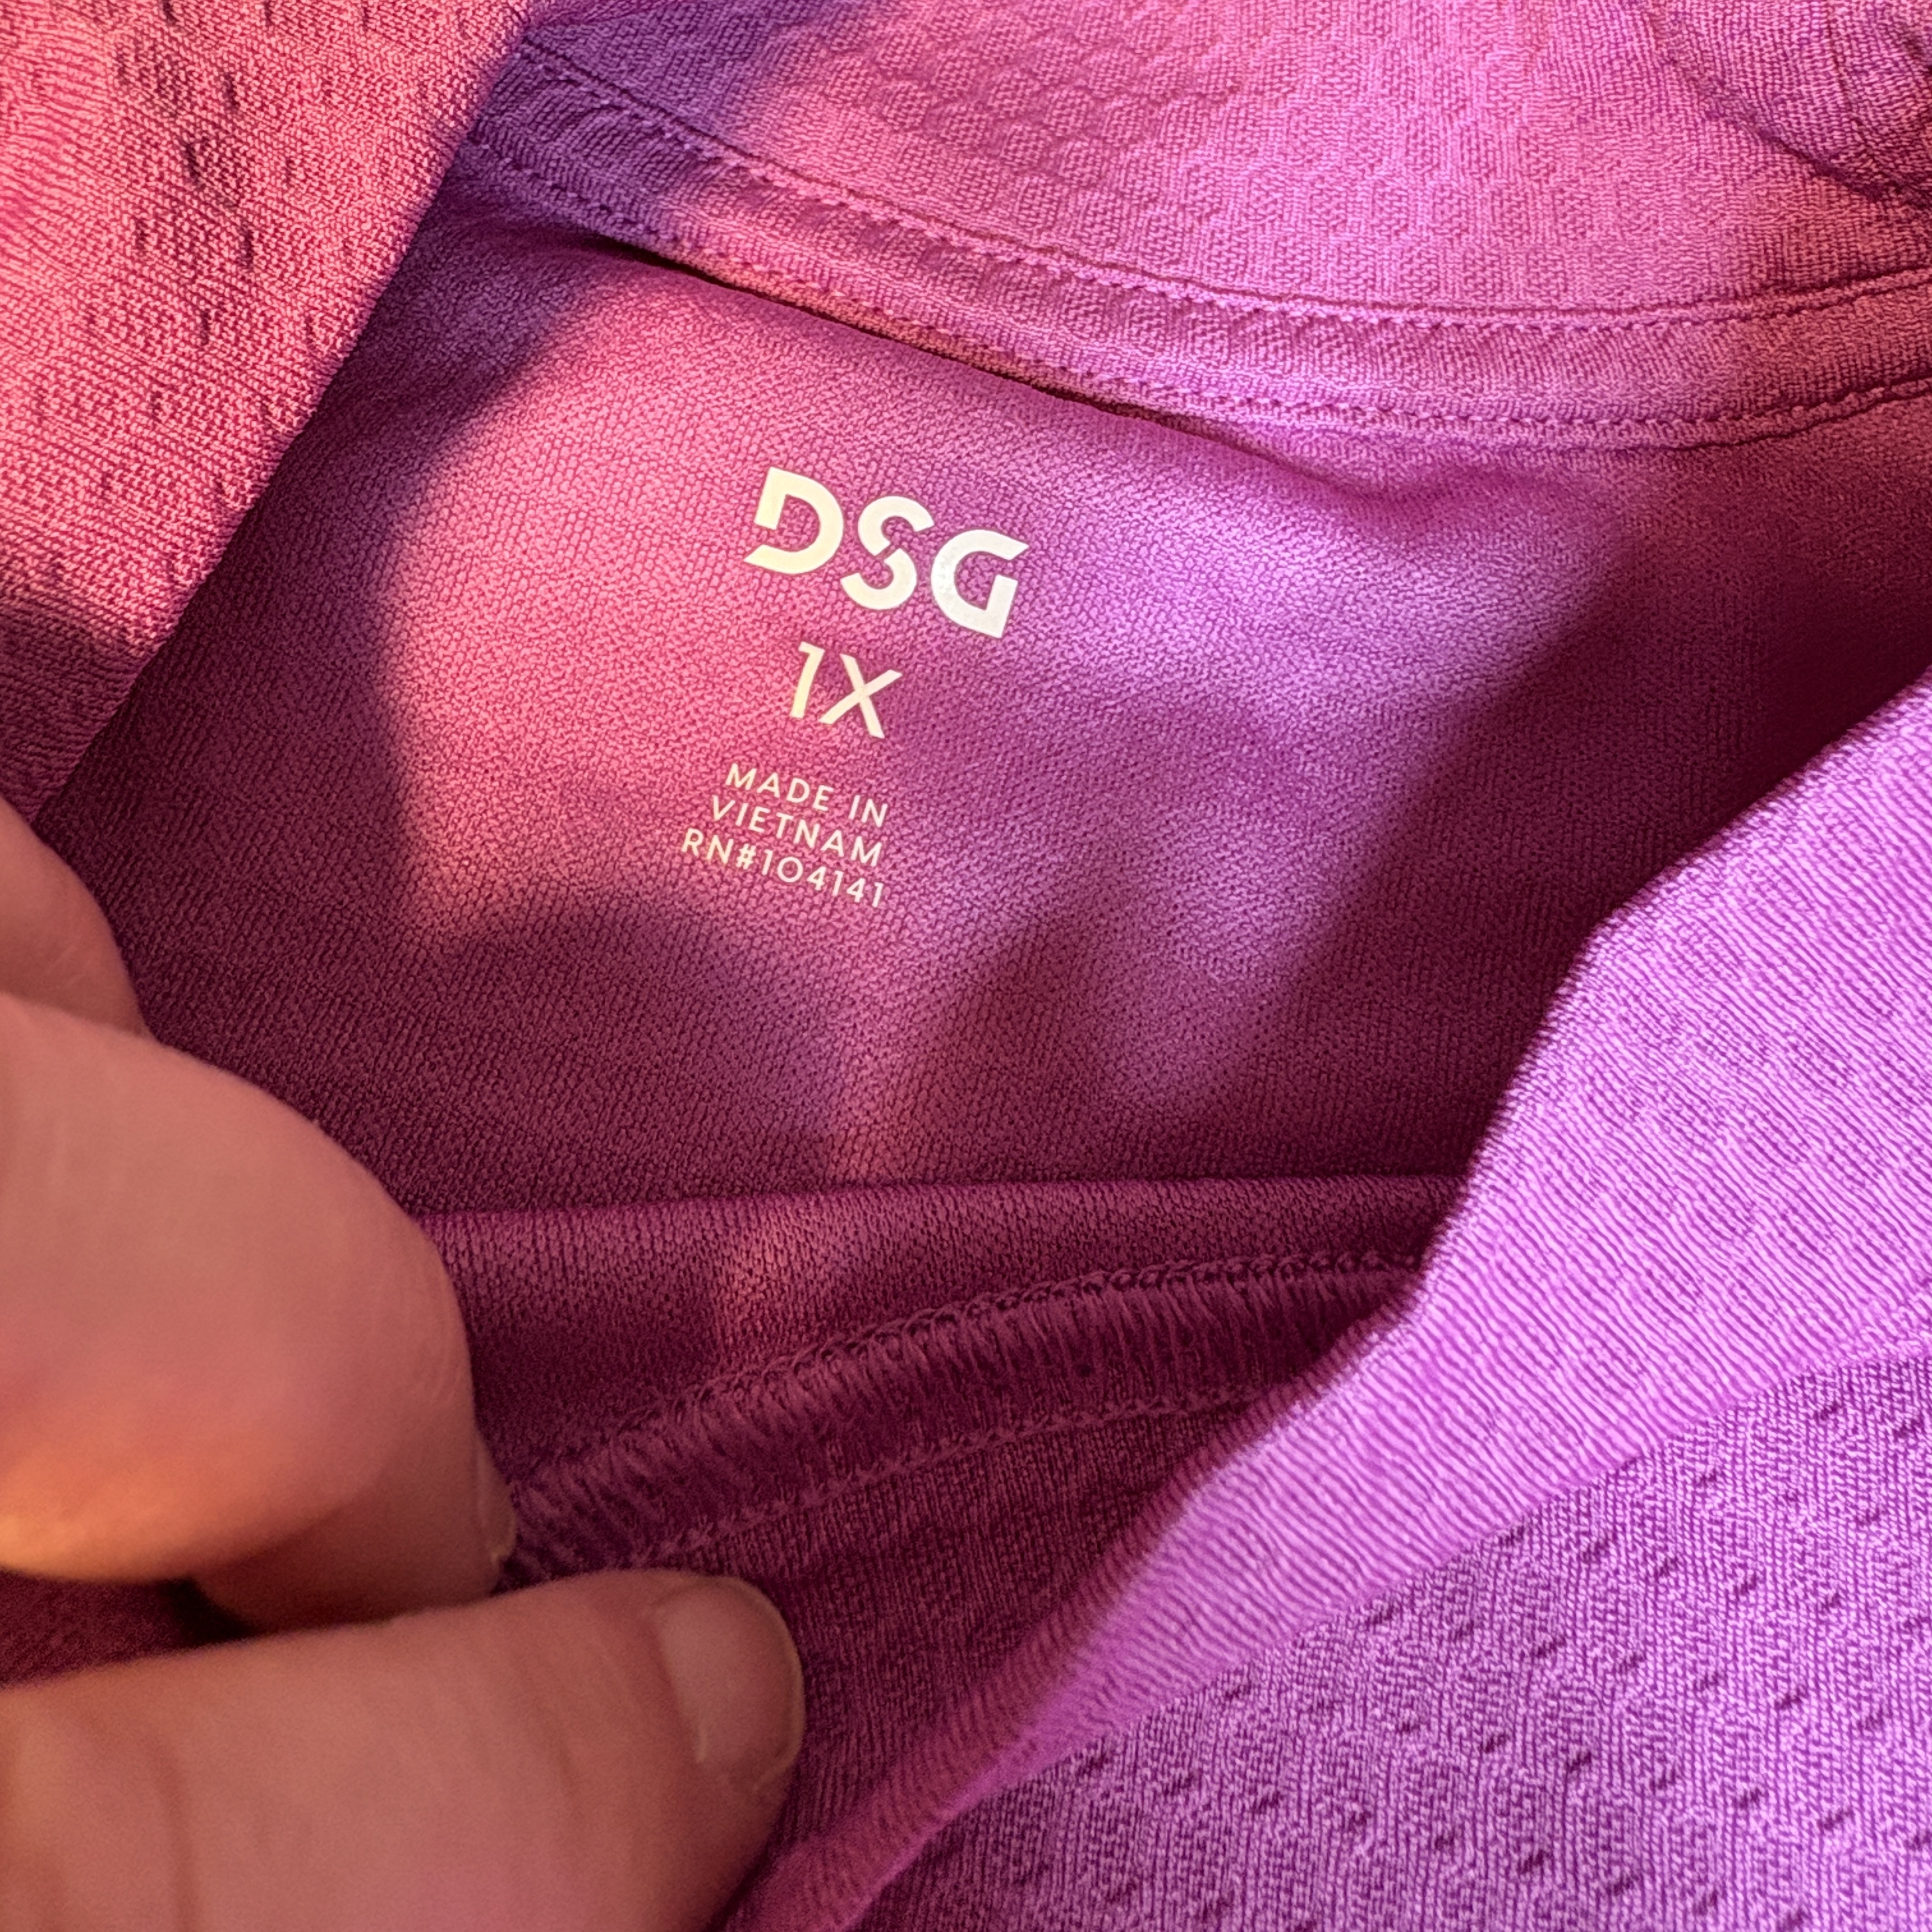 DSG
1X
MADE IN
VIETNAM
RN#104141